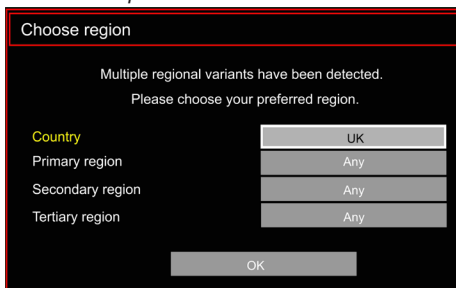 Choose region
Multiple regional variants have been detected.
Please choose your preferred region.
Country UK
Primary region Any
Secondary region Any
Tertiary region Any
OK